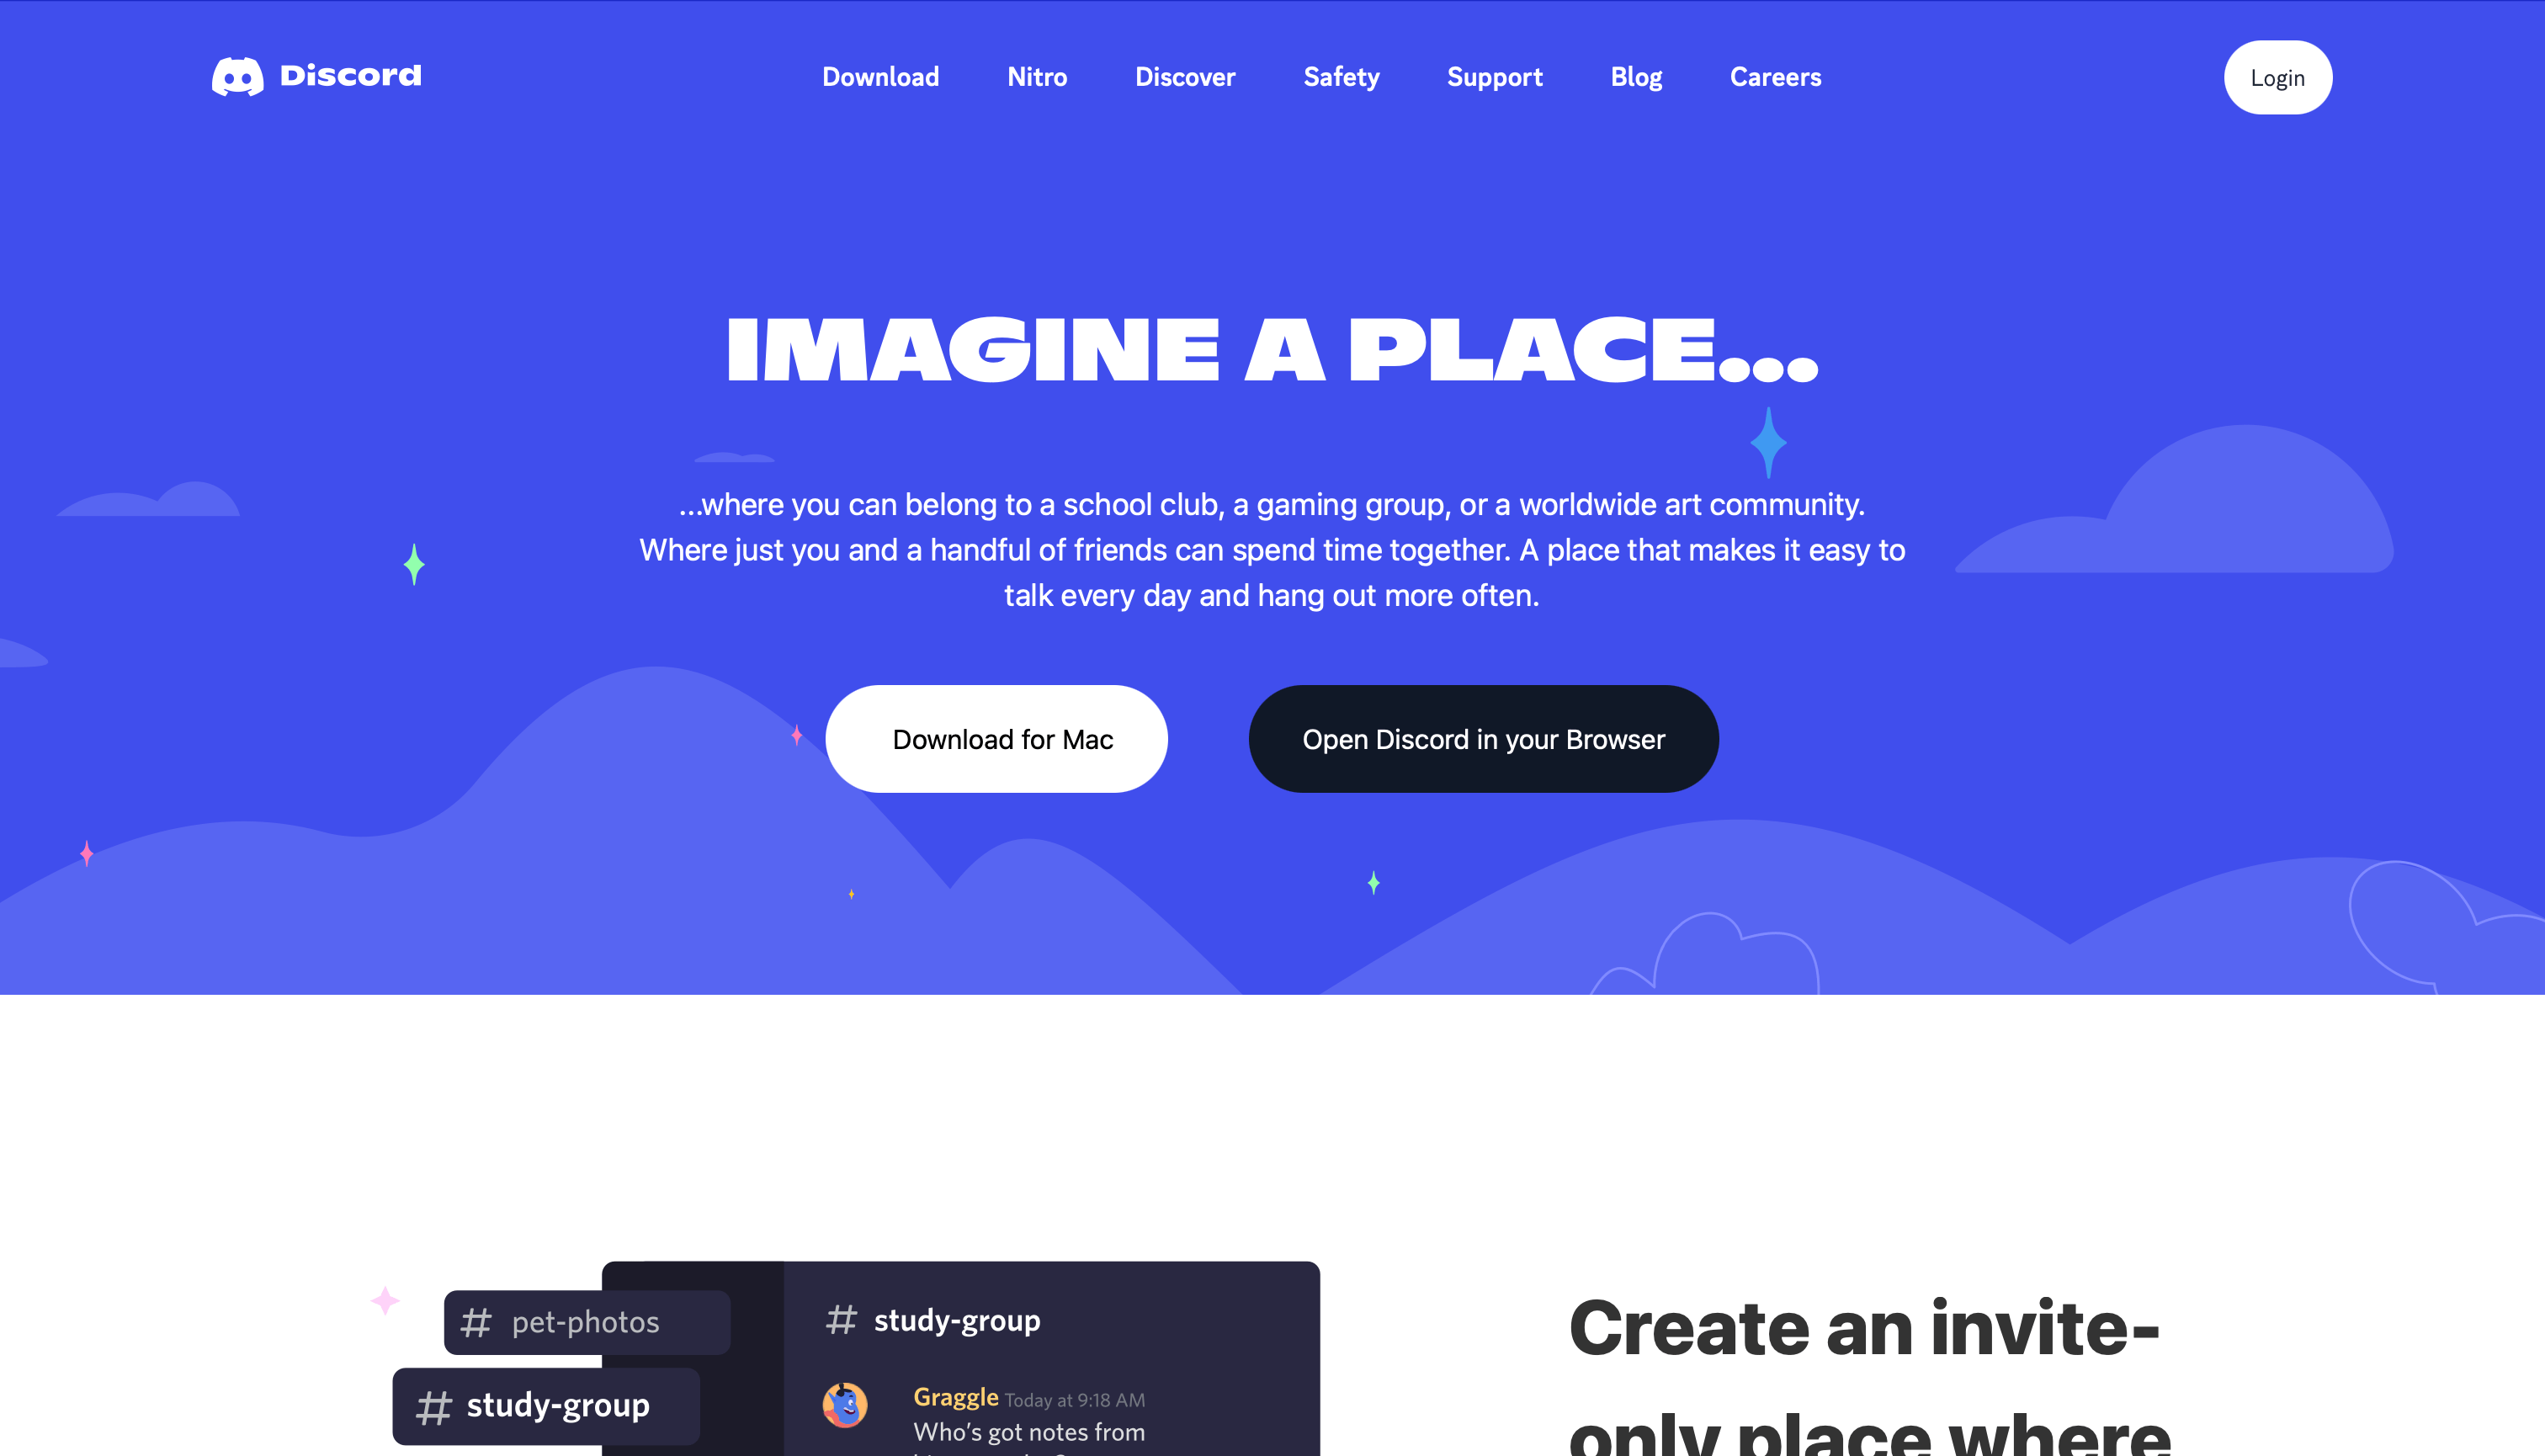 Discord
Download Nitro Discover Safety Support Blog Careers
Login
IMAGINE A PLACE...
...where you can belong to a school club, a gaming group, or a worldwide art community.
Where just you and a handful of friends can spend time together. A place that makes it easy to
talk every day and hang out more often.
Download for Mac
Open Discord in your Browser
# pet-photos
# study-group
# study-group
Graggle Today at 9:18 AM
Who's got notes from
Create an invite-
only place where